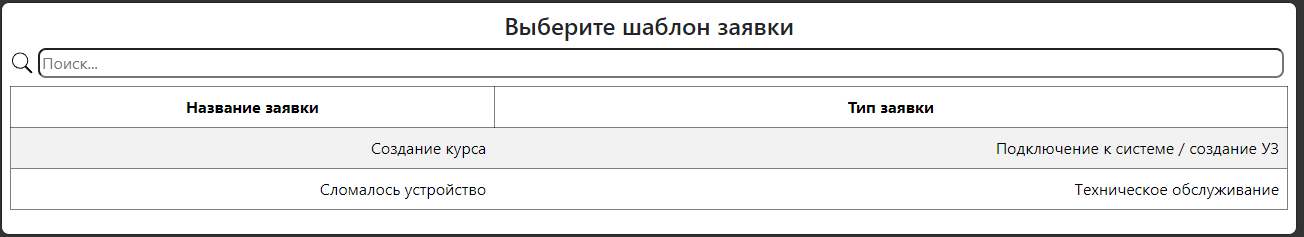 Выберите шаблон заявки
Поиск...
Название заявки Тип заявки
Создание курса Подключение к системе / создание УЗ
Сломалось устройство Техническое обслуживание